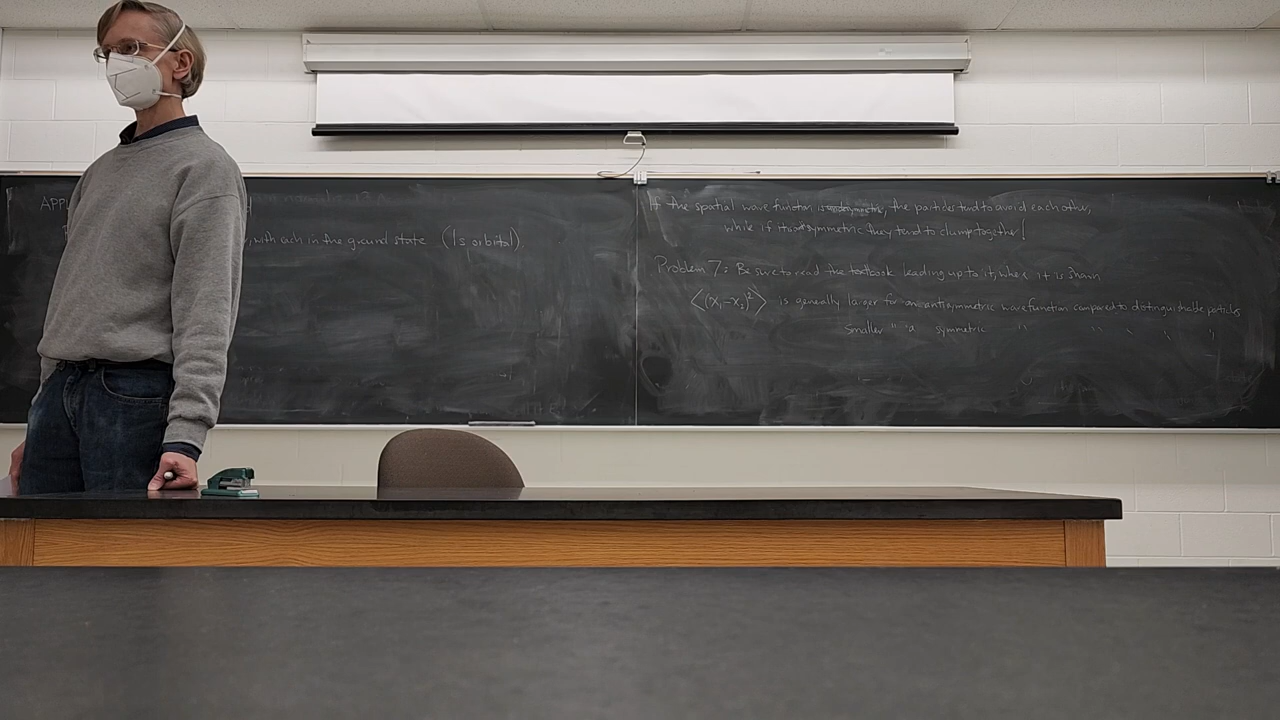 APPL
, with each in the ground state (1s orbital).
If the spatial wave function is antisymmetric, the particles tend to avoid each other,
while if it is symmetric they tend to clump together!
Problem 7: Be sure to read the textbook leading up to it, where it is shown
⟨(x₁-x₂)²⟩ is generally larger for an antisymmetric wavefunction compared to distinguishable particles
smaller " a symmetric " " " " "